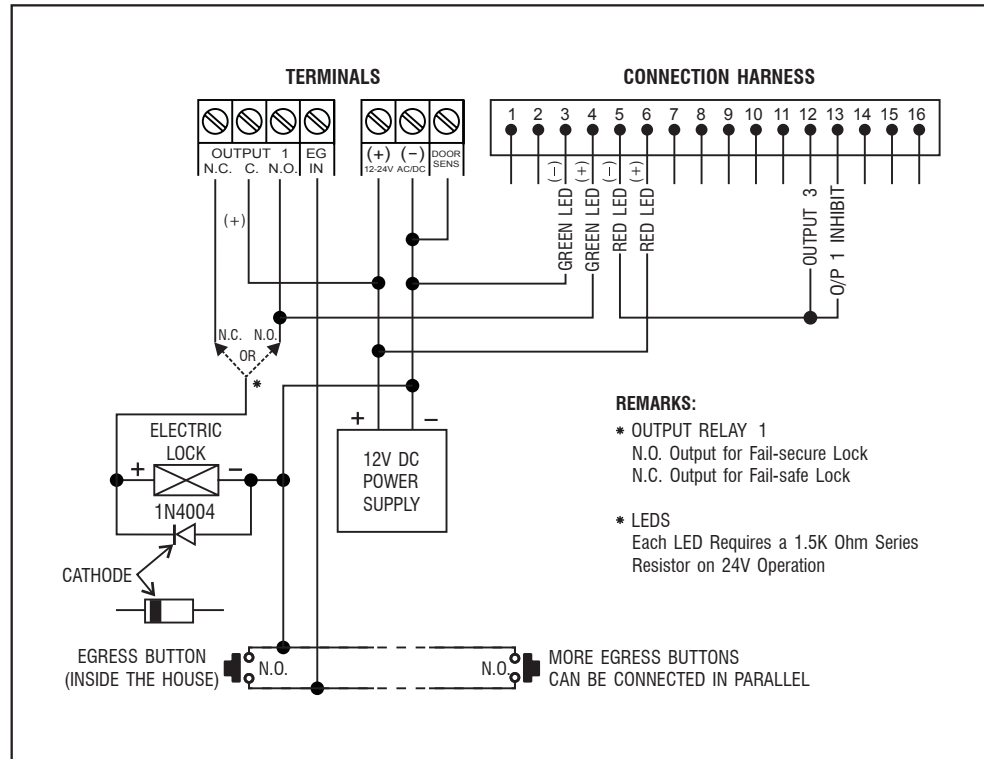 TERMINALS
CONNECTION HARNESS
OUTPUT 1
N.C. C. N.O.
EG
IN
(+)
12-24V
(−)
AC/DC
DOOR
SENS
1 2 3 4 5 6 7 8 9 10 11 12 13 14 15 16
(−)
(+)
(−)
(+)
GREEN LED
GREEN LED
RED LED
RED LED
OUTPUT 3
O/P 1 INHIBIT
(+)
N.C. N.O.
OR
*
ELECTRIC
LOCK
+ −
1N4004
CATHODE
+ −
12V DC
POWER
SUPPLY
REMARKS:
* OUTPUT RELAY 1
N.O. Output for Fail-secure Lock
N.C. Output for Fail-safe Lock
* LEDS
Each LED Requires a 1.5K Ohm Series
Resistor on 24V Operation
EGRESS BUTTON
(INSIDE THE HOUSE)
N.O.
N.O.
MORE EGRESS BUTTONS
CAN BE CONNECTED IN PARALLEL